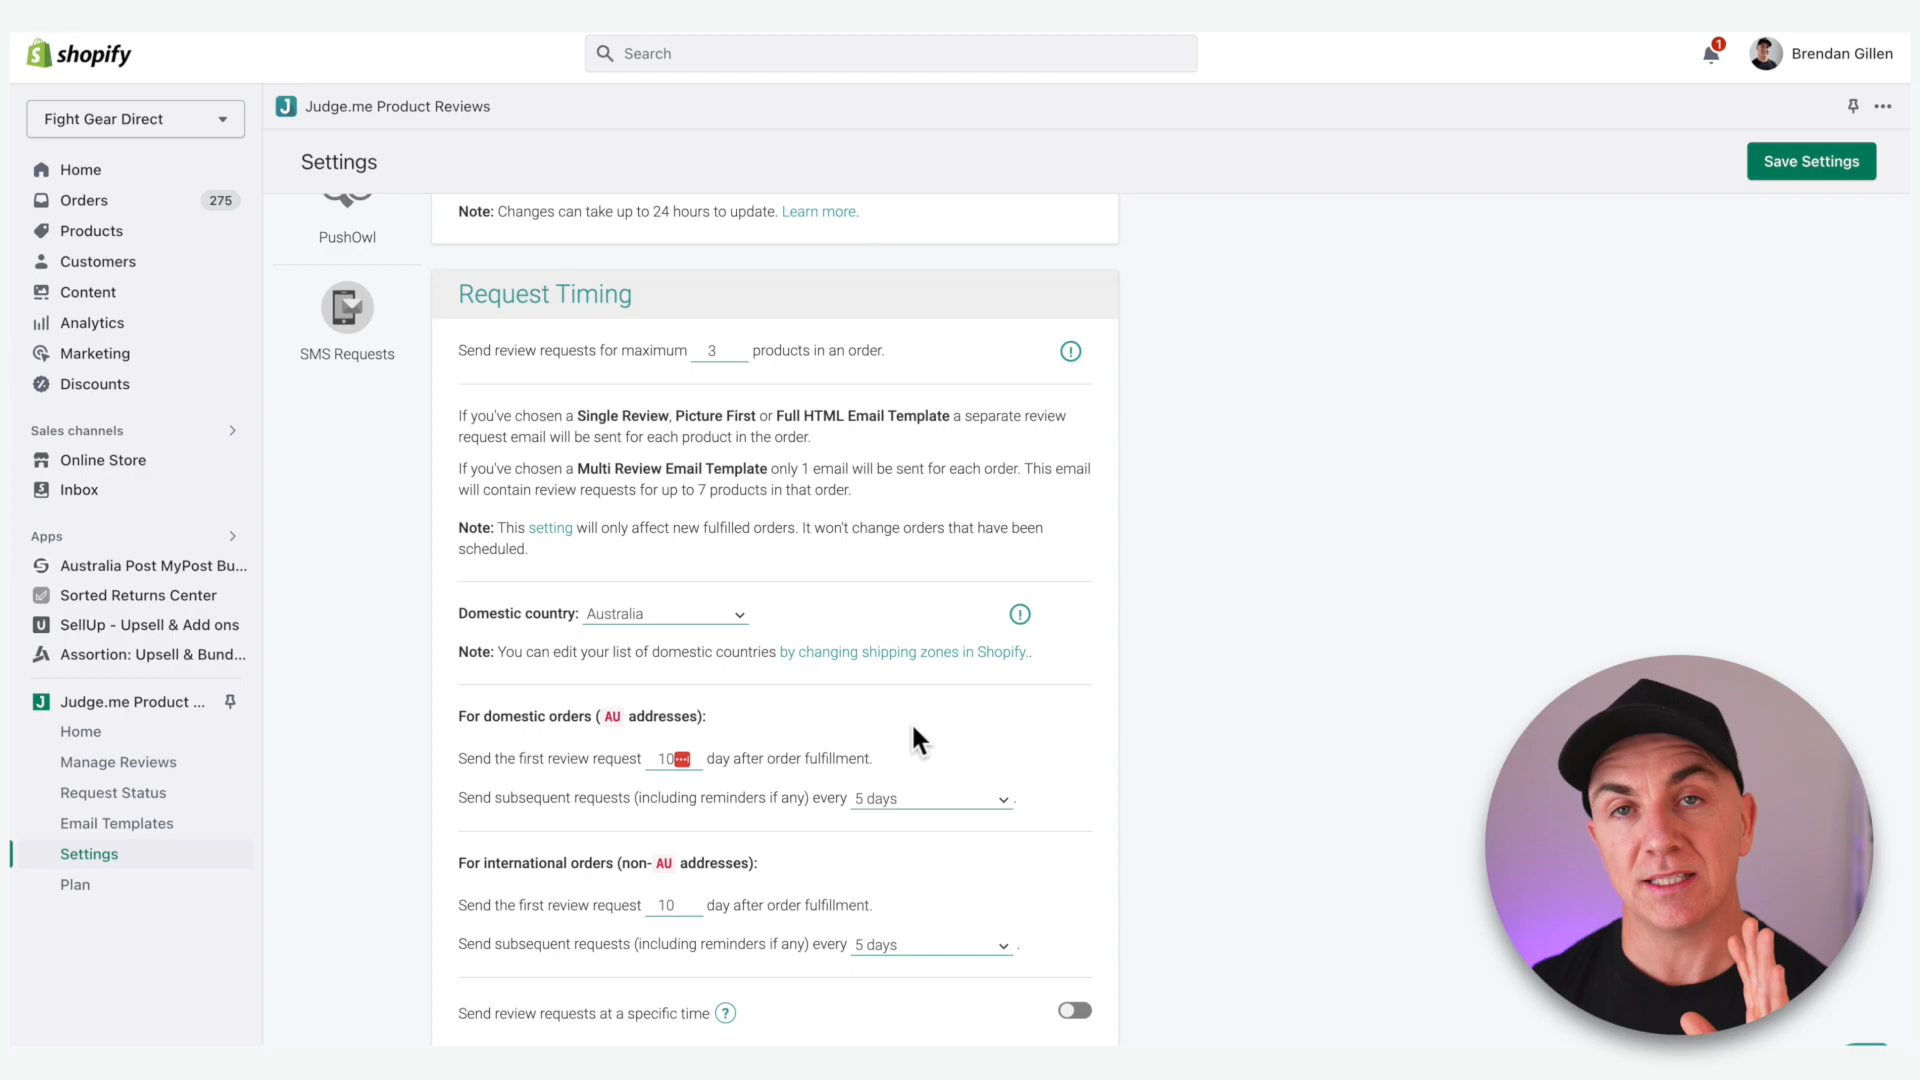 shopify
Search
1
Brendan Gillen
Fight Gear Direct
Judge.me Product Reviews
Settings
Save Settings
Home
Orders 275
Products
Customers
Content
Analytics
Marketing
Discounts
Sales channels
Online Store
Inbox
Apps
Australia Post MyPost Bu...
Sorted Returns Center
SellUp - Upsell & Add ons
Assortion: Upsell & Bund...
Judge.me Product ...
Home
Manage Reviews
Request Status
Email Templates
Settings
Plan
PushOwl
SMS Requests
Note: Changes can take up to 24 hours to update. Learn more.
Request Timing
Send review requests for maximum 3 products in an order.
If you've chosen a Single Review, Picture First or Full HTML Email Template a separate review
request email will be sent for each product in the order.
If you've chosen a Multi Review Email Template only 1 email will be sent for each order. This email
will contain review requests for up to 7 products in that order.
Note: This setting will only affect new fulfilled orders. It won't change orders that have been
scheduled.
Domestic country: Australia
Note: You can edit your list of domestic countries by changing shipping zones in Shopify..
For domestic orders ( AU addresses):
Send the first review request 10 day after order fulfillment.
Send subsequent requests (including reminders if any) every 5 days .
For international orders (non- AU addresses):
Send the first review request 10 day after order fulfillment.
Send subsequent requests (including reminders if any) every 5 days .
Send review requests at a specific time ?